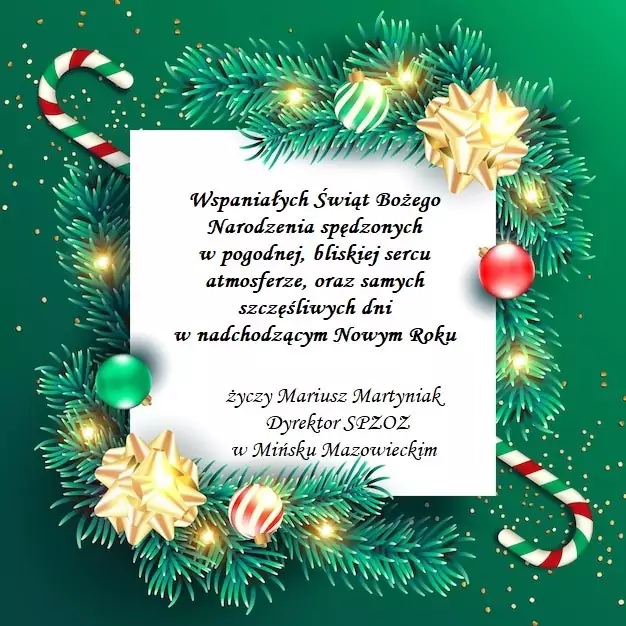 Wspaniałych Świąt Bożego
Narodzenia spędzonych
w pogodnej, bliskiej sercu
atmosferze, oraz samych
szczęśliwych dni
w nadchodzącym Nowym Roku
życzy Mariusz Martyniak
Dyrektor SPZOZ
w Mińsku Mazowieckim